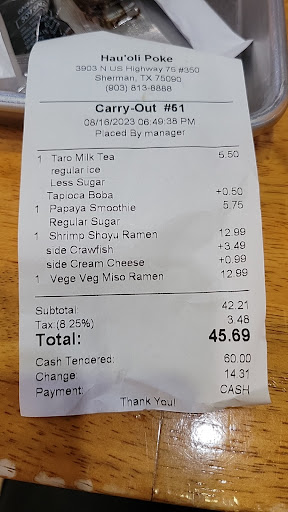 Hau'oli Poke
3903 N US Highway 75 #350
Sherman, TX 75090
(903) 813-8888
Carry-Out #51
08/16/2023 06:49:38 PM
Placed By manager
1 Taro Milk Tea 5.50
regular ice
Less Sugar
Tapioca Boba +0.50
1 Papaya Smoothie 5.75
Regular Sugar
1 Shrimp Shoyu Ramen 12.99
side Crawfish +3.49
side Cream Cheese +0.99
1 Vege Veg Miso Ramen 12.99
Subtotal: 42.21
Tax (8.25%) 3.48
Total: 45.69
Cash Tendered: 60.00
Change 14.31
Payment: CASH
Thank You!